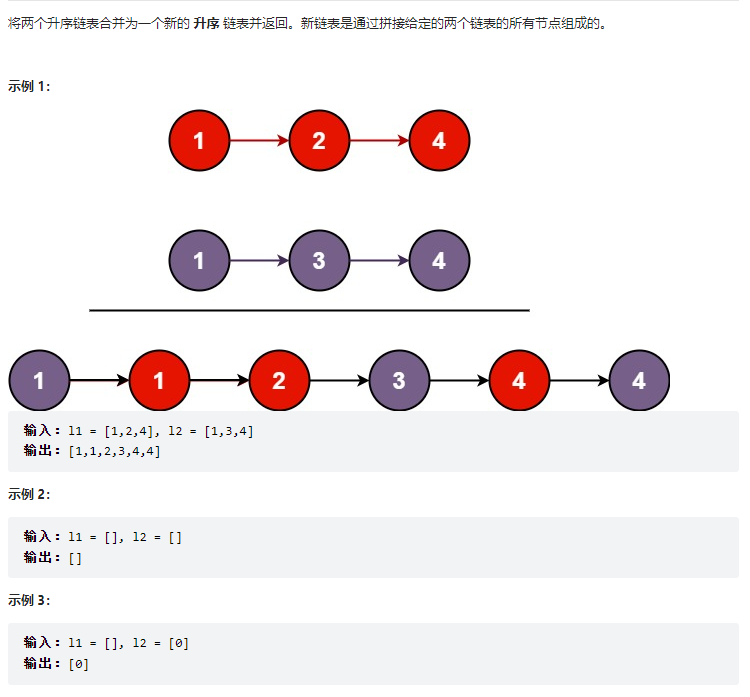 将两个升序链表合并为一个新的 升序 链表并返回。新链表是通过拼接给定的两个链表的所有节点组成的。
示例 1：
1 2 4
1 3 4
1 1 2 3 4 4
输入：l1 = [1,2,4], l2 = [1,3,4]
输出：[1,1,2,3,4,4]
示例 2：
输入：l1 = [], l2 = []
输出：[]
示例 3：
输入：l1 = [], l2 = [0]
输出：[0]